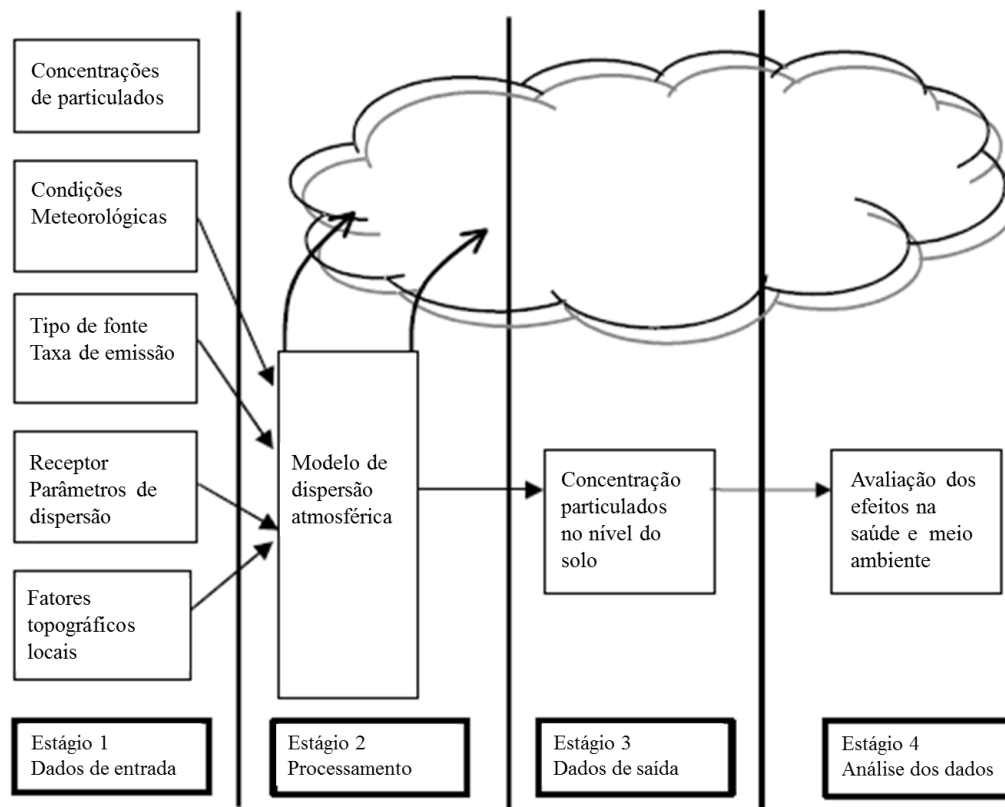 Concentrações
de particulados
Condições
Meteorológicas
Tipo de fonte
Taxa de emissão
Receptor
Parâmetros de
dispersão
Fatores
topográficos
locais
Modelo de
dispersão
atmosférica
Concentração
particulados
no nível do
solo
Avaliação dos
efeitos na
saúde e meio
ambiente
Estágio 1
Dados de entrada
Estágio 2
Processamento
Estágio 3
Dados de saída
Estágio 4
Análise dos dados